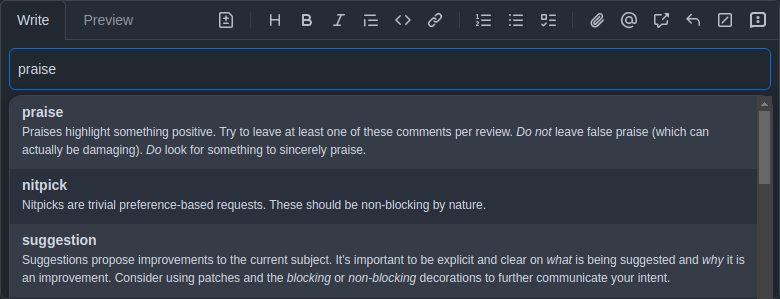 Write Preview
praise
praise
Praises highlight something positive. Try to leave at least one of these comments per review. Do not leave false praise (which can
actually be damaging). Do look for something to sincerely praise.
nitpick
Nitpicks are trivial preference-based requests. These should be non-blocking by nature.
suggestion
Suggestions propose improvements to the current subject. It's important to be explicit and clear on what is being suggested and why it is
an improvement. Consider using patches and the blocking or non-blocking decorations to further communicate your intent.